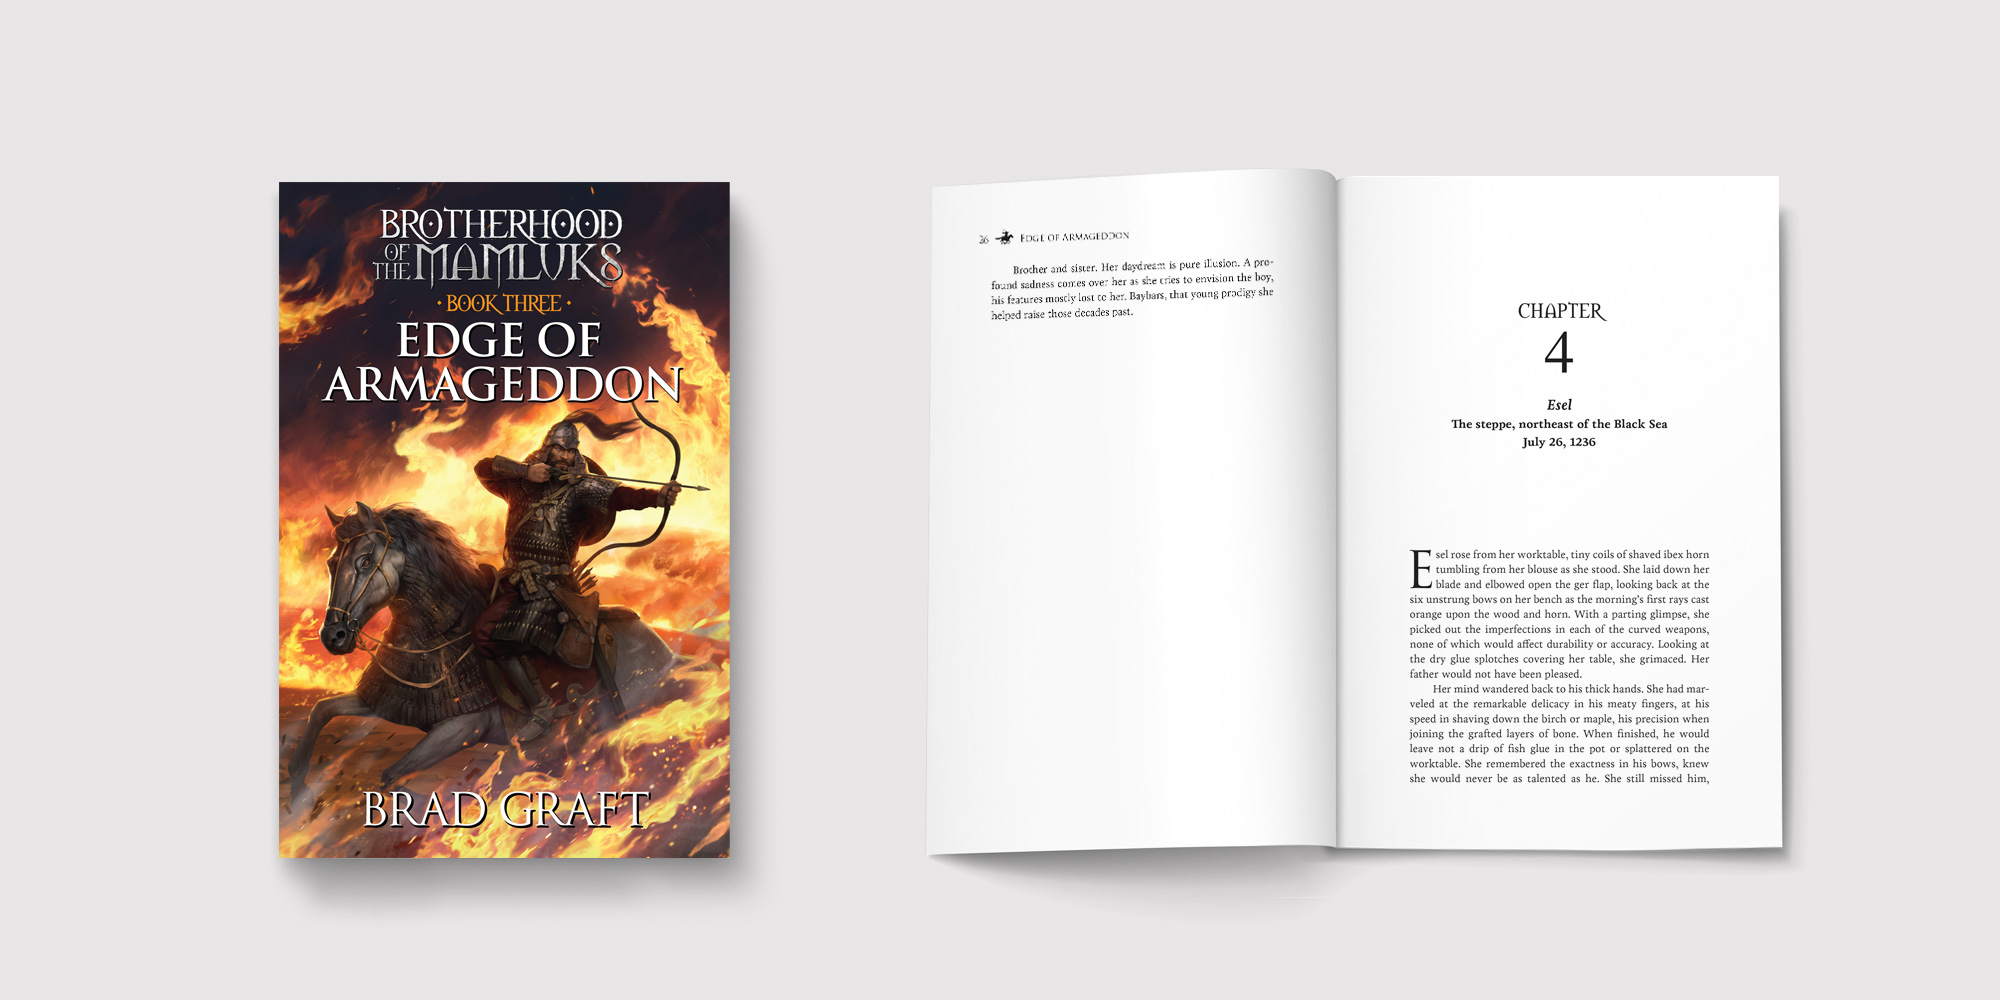 BROTHERHOOD
OF THE MAMLUKS
· BOOK THREE ·
EDGE OF
ARMAGEDDON
BRAD GRAFT
26 EDGE OF ARMAGEDDON
Brother and sister. Her daydream is pure illusion. A pro-
found sadness comes over her as she tries to envision the boy,
his features mostly lost to her. Baybars, that young prodigy she
helped raise those decades past.
CHAPTER
4
Esel
The steppe, northeast of the Black Sea
July 26, 1236
Esel rose from her worktable, tiny coils of shaved ibex horn
tumbling from her blouse as she stood. She laid down her
blade and elbowed open the ger flap, looking back at the
six unstrung bows on her bench as the morning's first rays cast
orange upon the wood and horn. With a parting glimpse, she
picked out the imperfections in each of the curved weapons,
none of which would affect durability or accuracy. Looking at
the dry glue splotches covering her table, she grimaced. Her
father would not have been pleased.
Her mind wandered back to his thick hands. She had mar-
veled at the remarkable delicacy in his meaty fingers, at his
speed in shaving down the birch or maple, his precision when
joining the grafted layers of bone. When finished, he would
leave not a drip of fish glue in the pot or splattered on the
worktable. She remembered the exactness in his bows, knew
she would never be as talented as he. She still missed him,